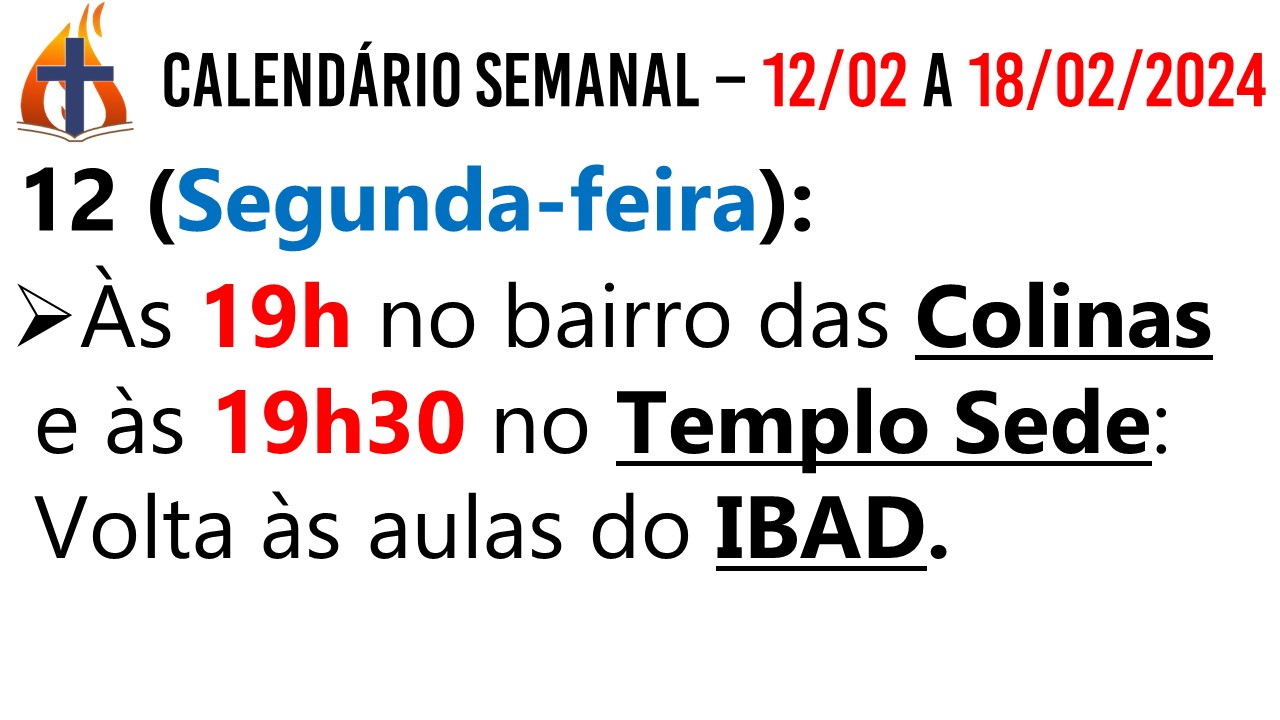 CALENDÁRIO SEMANAL – 12/02 A 18/02/2024
12 (Segunda-feira):
➢Às 19h no bairro das Colinas
e às 19h30 no Templo Sede:
Volta às aulas do IBAD.